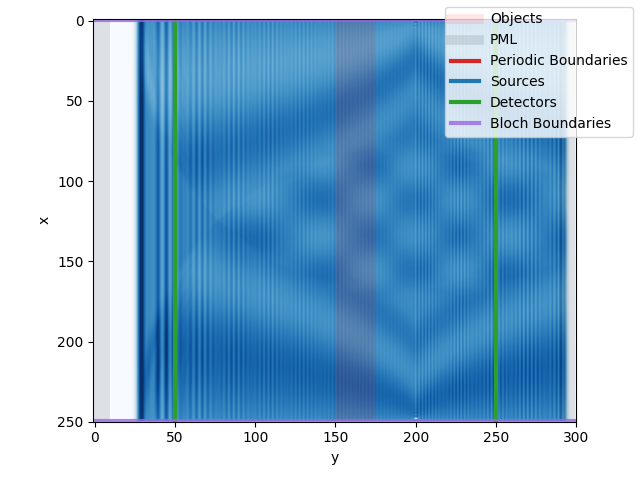 Objects
PML
Periodic Boundaries
Sources
Detectors
Bloch Boundaries
0
50
100
150
200
250
x
0 50 100 150 200 250 300
y